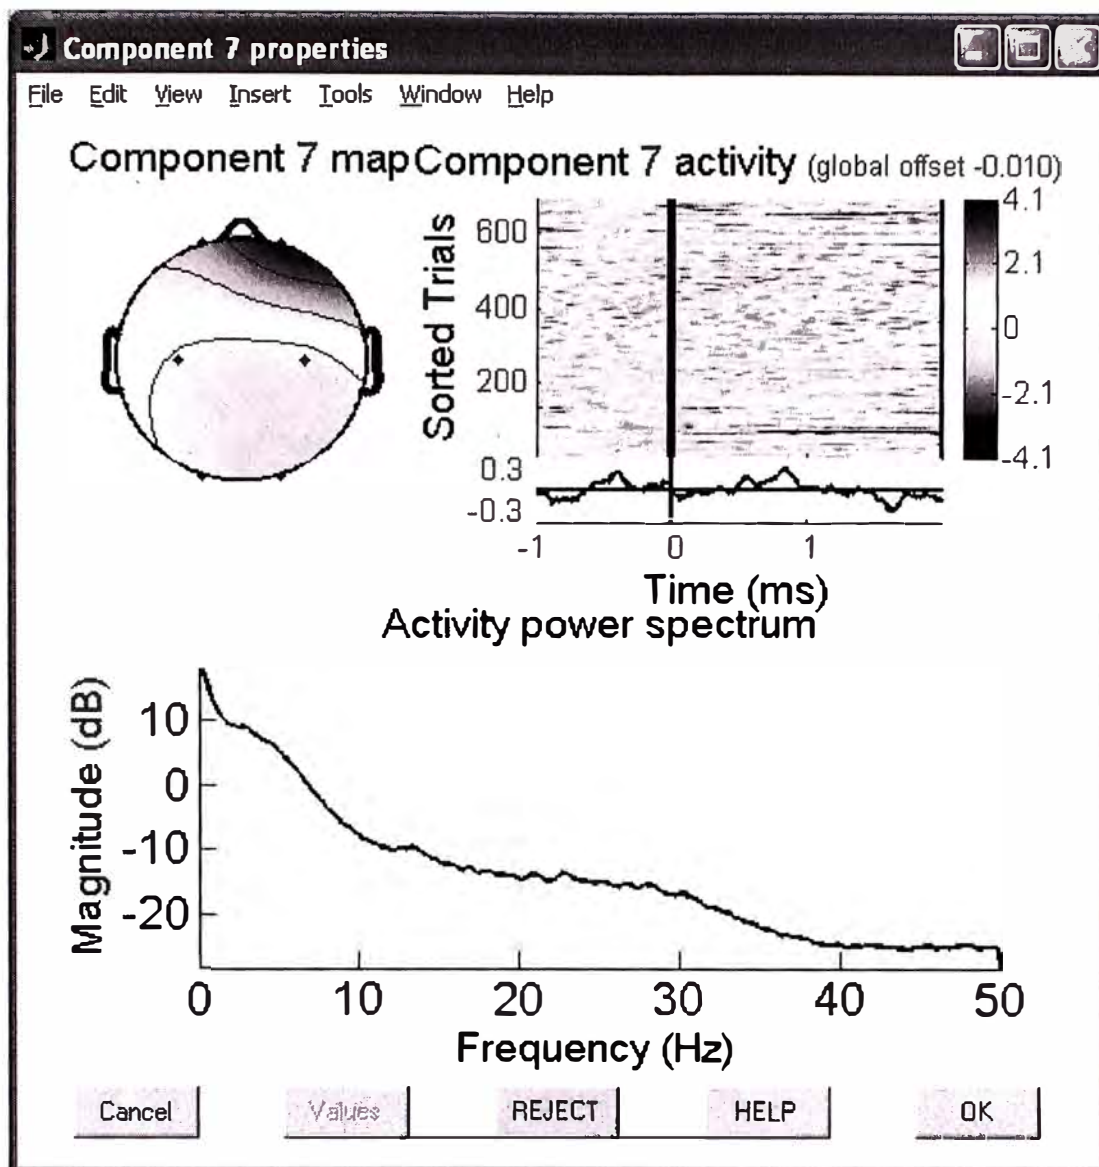 Component 7 properties
File Edit View Insert Tools Window Help
Component 7 map
Component 7 activity (global offset -0.010)
Sorted Trials
600
400
200
4.1
2.1
0
-2.1
-4.1
0.3
-0.3
-1 0 1
Time (ms)
Activity power spectrum
Magnitude (dB)
10
0
-10
-20
0 10 20 30 40 50
Frequency (Hz)
Cancel Values REJECT HELP OK